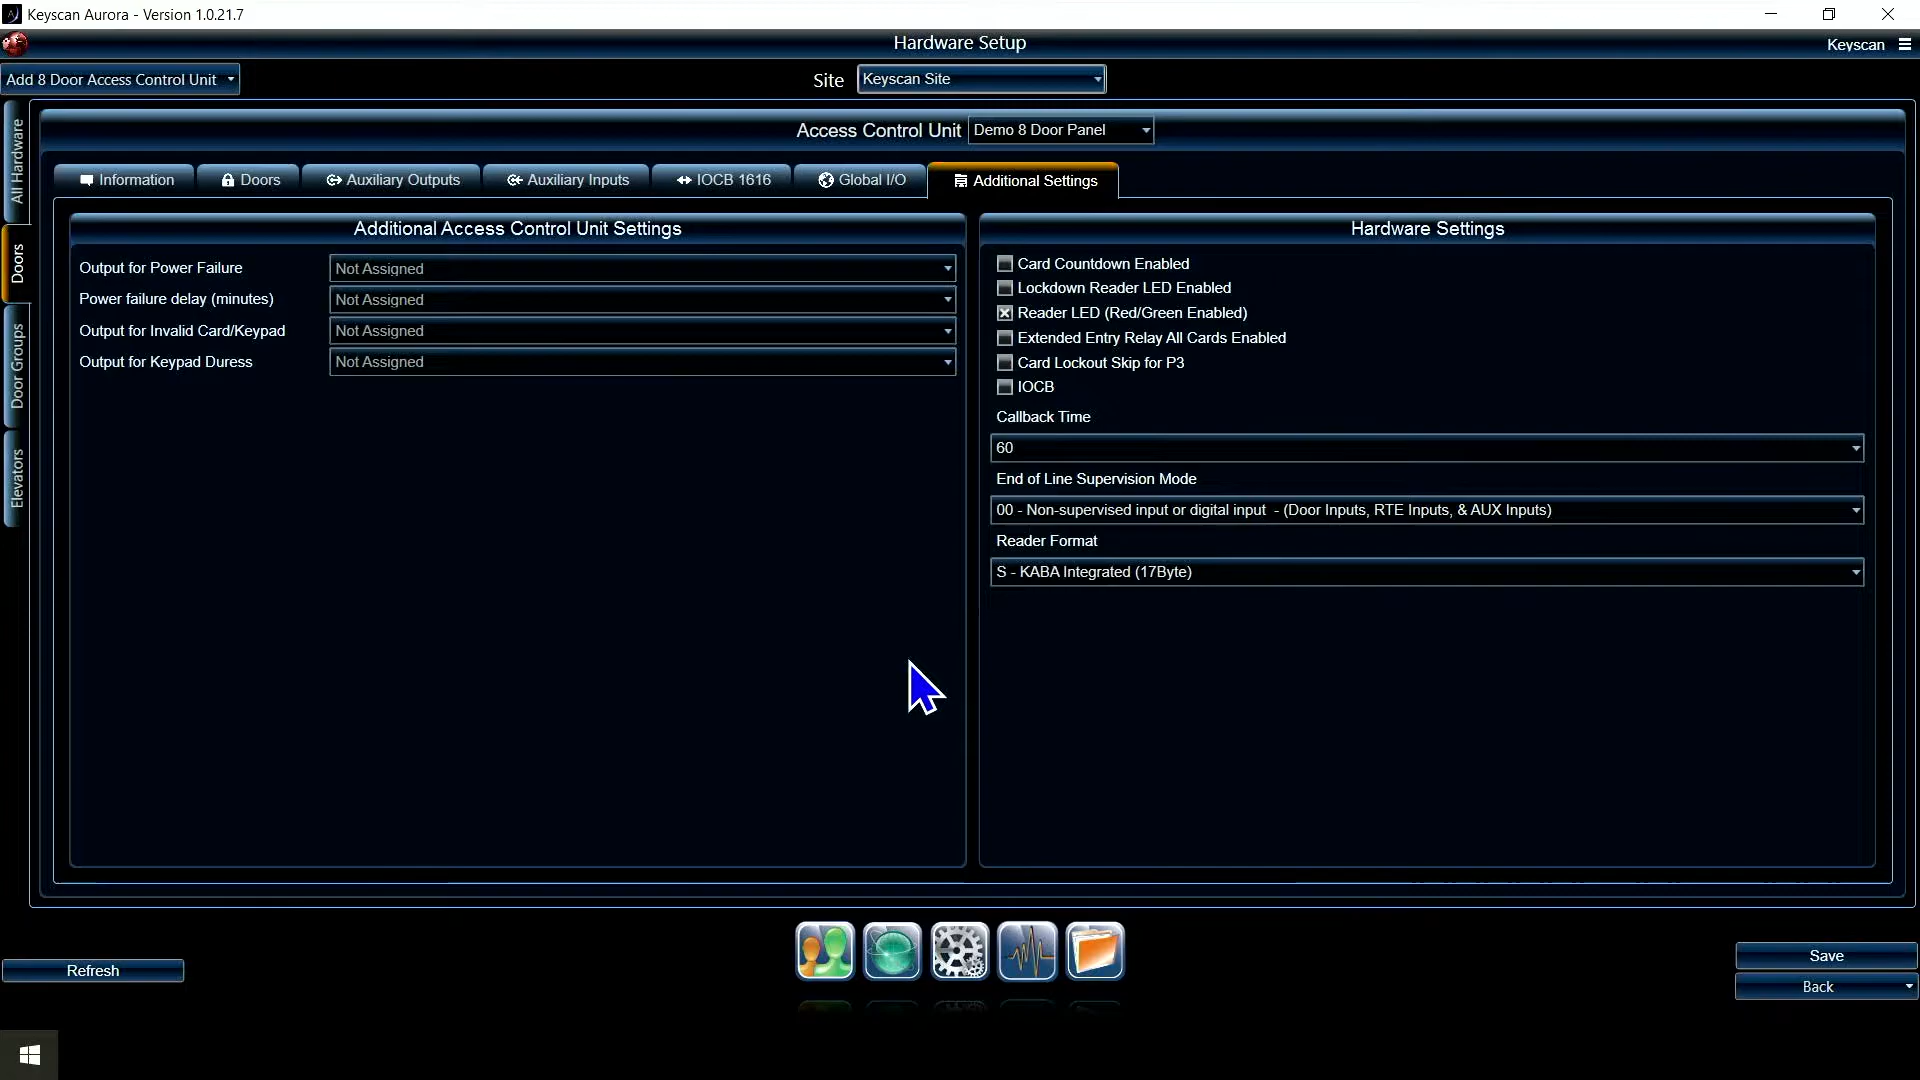 Keyscan Aurora - Version 1.0.21.7
Hardware Setup
Keyscan
Add 8 Door Access Control Unit
Site
Keyscan Site
All Hardware
Doors
Door Groups
Elevators
Access Control Unit
Demo 8 Door Panel
Information
Doors
Auxiliary Outputs
Auxiliary Inputs
IOCB 1616
Global I/O
Additional Settings
Additional Access Control Unit Settings
Output for Power Failure
Not Assigned
Power failure delay (minutes)
Not Assigned
Output for Invalid Card/Keypad
Not Assigned
Output for Keypad Duress
Not Assigned
Hardware Settings
Card Countdown Enabled
Lockdown Reader LED Enabled
Reader LED (Red/Green Enabled)
Extended Entry Relay All Cards Enabled
Card Lockout Skip for P3
IOCB
Callback Time
60
End of Line Supervision Mode
00 - Non-supervised input or digital input - (Door Inputs, RTE Inputs, & AUX Inputs)
Reader Format
S - KABA Integrated (17Byte)
Refresh
Save
Back